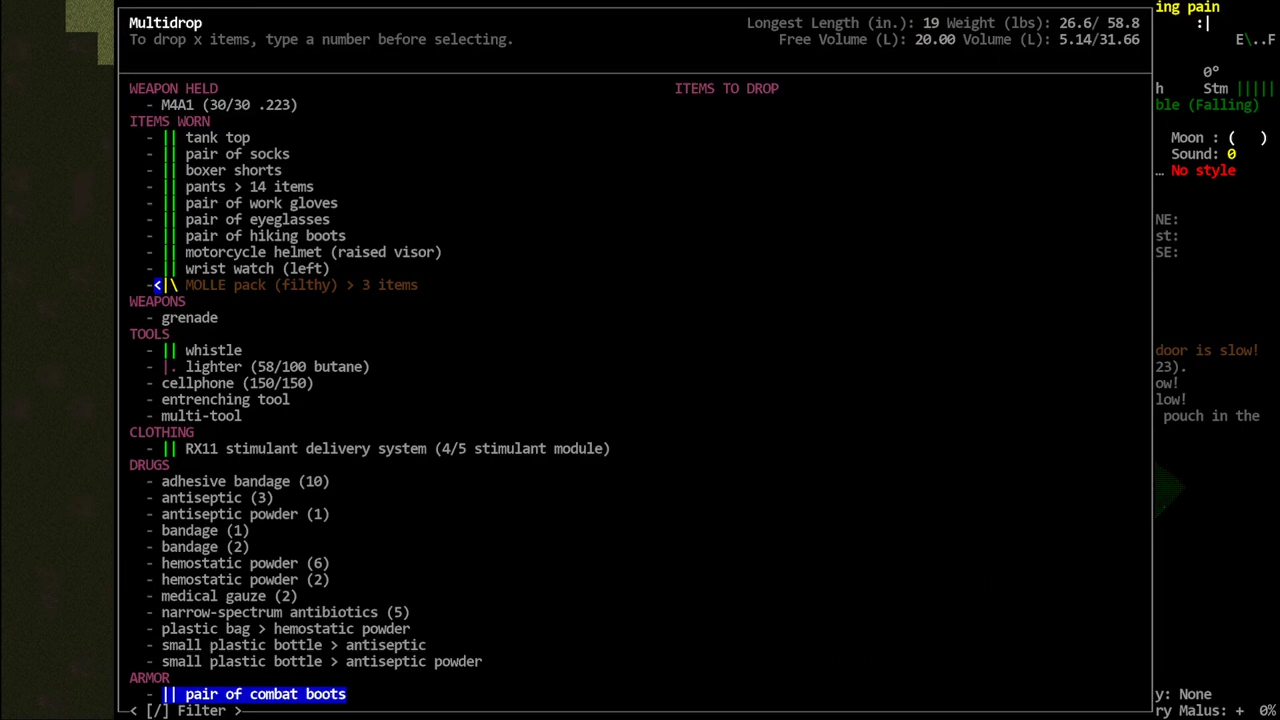 Multidrop
Longest Length (in.): 19 Weight (lbs): 26.6/ 58.8
To drop x items, type a number before selecting.
Free Volume (L): 20.00 Volume (L): 5.14/31.66
ing pain
:|
E\..F
0°
h Stm |||||
ble (Falling)
Moon : ( )
Sound: 0
… No style
NE:
st:
SE:
door is slow!
23).
ow!
low!
pouch in the
y: None
ry Malus: + 0%
WEAPON HELD
- M4A1 (30/30 .223)
ITEMS WORN
- || tank top
- || pair of socks
- || boxer shorts
- || pants > 14 items
- || pair of work gloves
- || pair of eyeglasses
- || pair of hiking boots
- || motorcycle helmet (raised visor)
- || wrist watch (left)
-<|\ MOLLE pack (filthy) > 3 items
WEAPONS
- grenade
TOOLS
- || whistle
- |. lighter (58/100 butane)
- cellphone (150/150)
- entrenching tool
- multi-tool
CLOTHING
- || RX11 stimulant delivery system (4/5 stimulant module)
DRUGS
- adhesive bandage (10)
- antiseptic (3)
- antiseptic powder (1)
- bandage (1)
- bandage (2)
- hemostatic powder (6)
- hemostatic powder (2)
- medical gauze (2)
- narrow-spectrum antibiotics (5)
- plastic bag > hemostatic powder
- small plastic bottle > antiseptic
- small plastic bottle > antiseptic powder
ARMOR
- || pair of combat boots
< [/] Filter >
ITEMS TO DROP